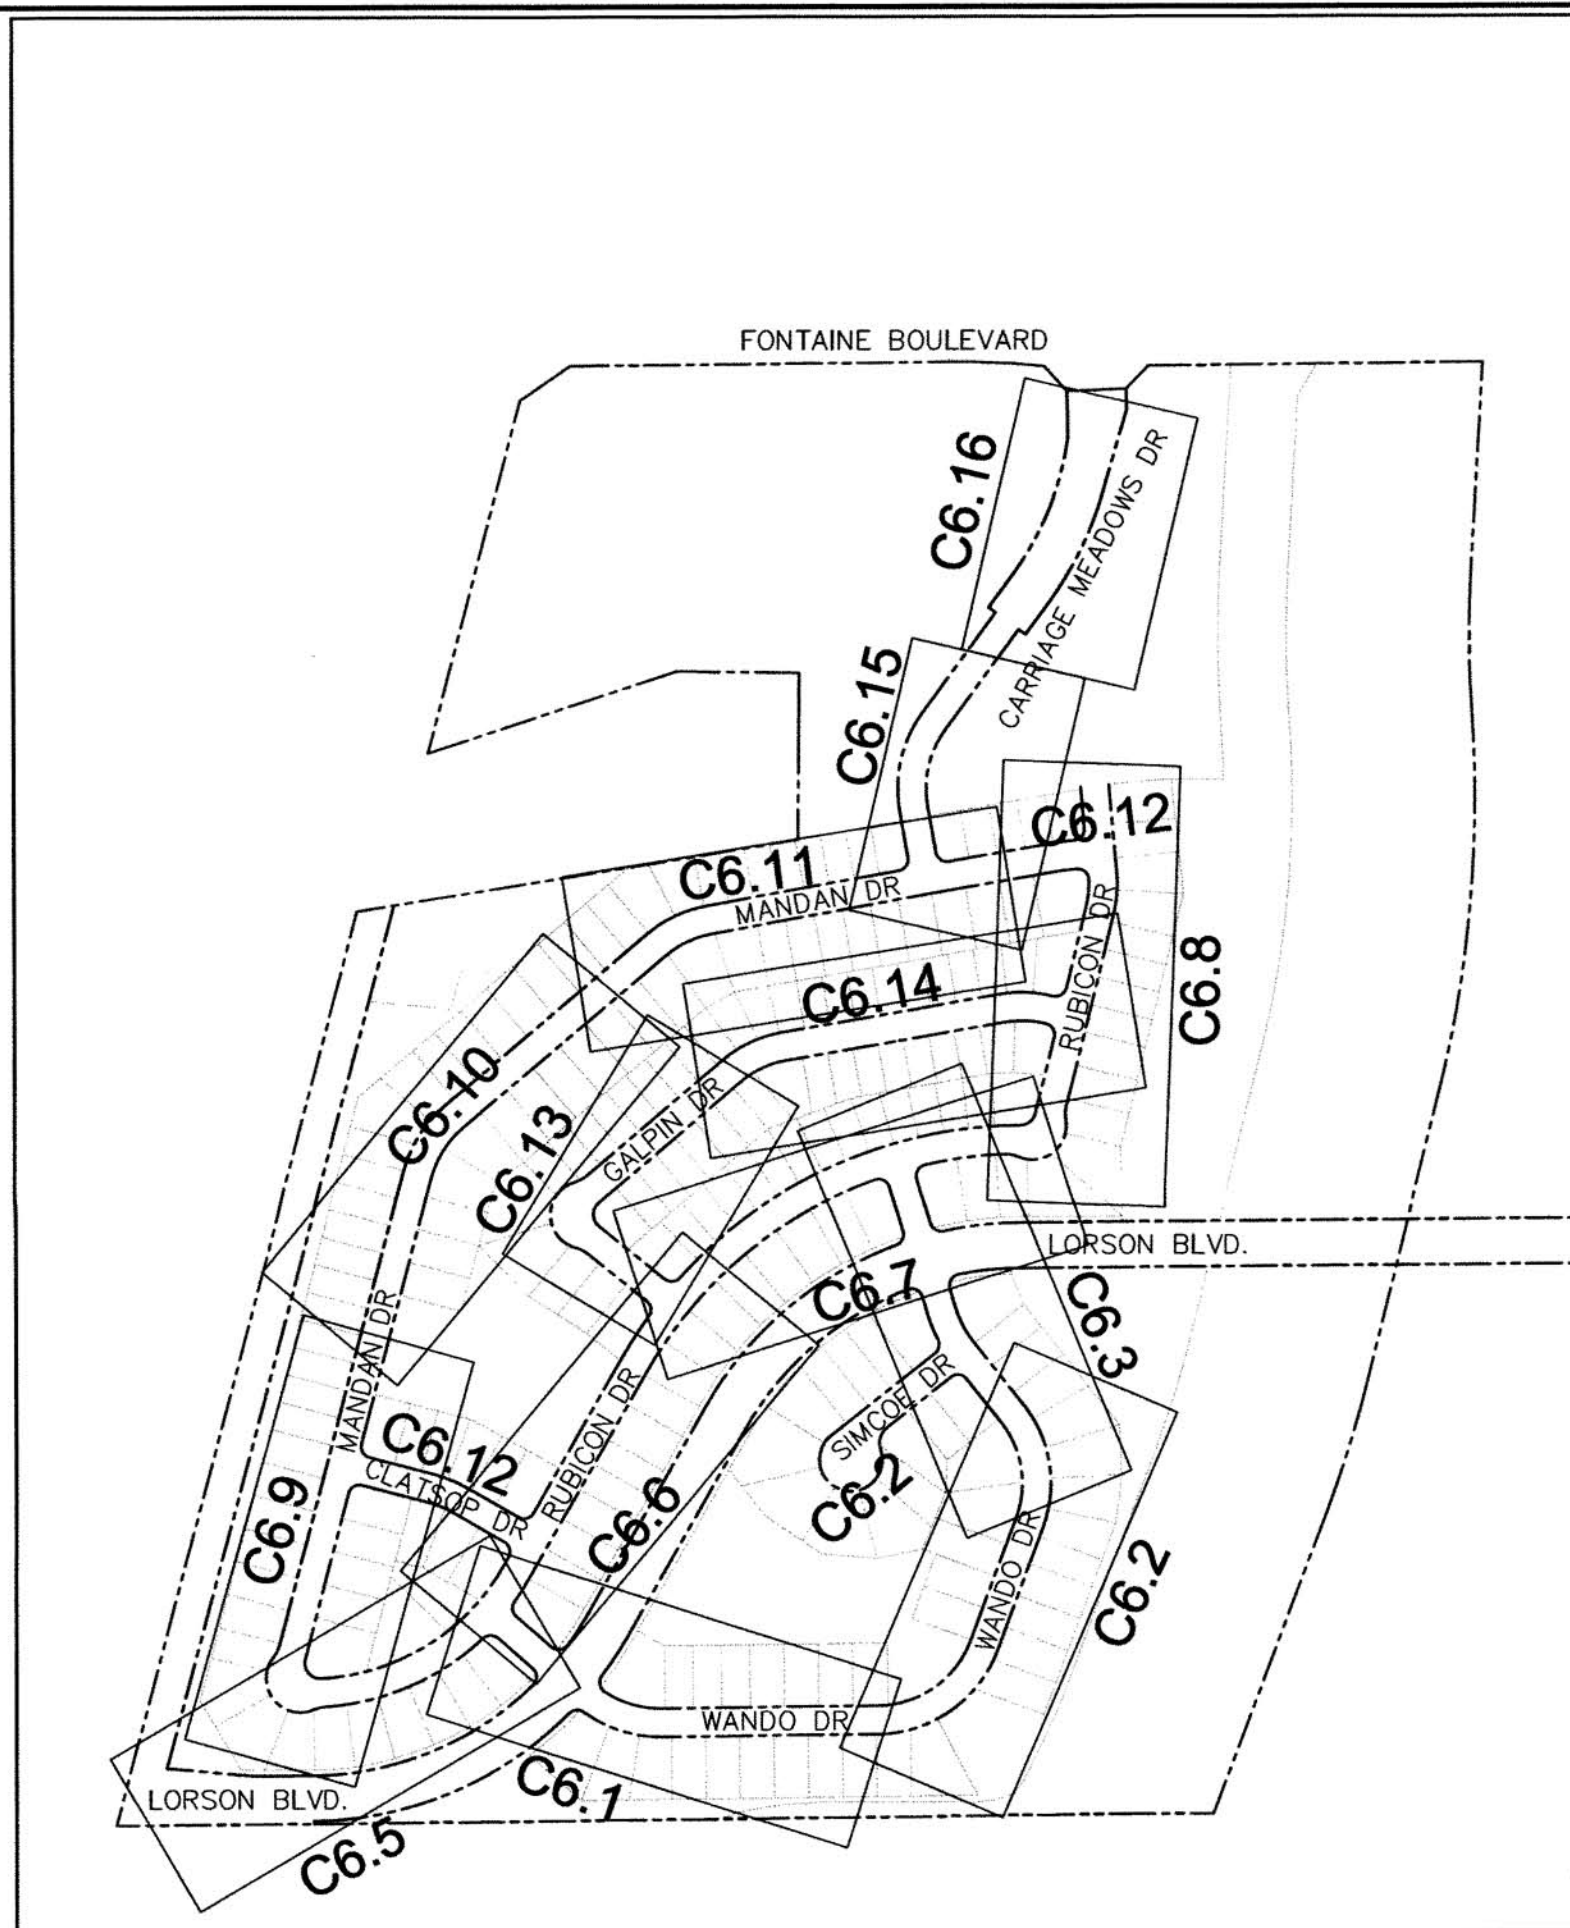 FONTAINE BOULEVARD
C6.16
CARRIAGE MEADOWS DR
C6.15
C6.12
C6.11
MANDAN DR
RUBICON DR
C6.8
C6.14
C6.10
C6.13
GALPIN DR
LORSON BLVD.
C6.7
C6.3
MANDAN DR
SIMCOE DR
RUBICON DR
C6.12
CLATSOP DR
C6.9
C6.6
C6.2
WANDO DR
C6.2
WANDO DR
C6.1
LORSON BLVD.
C6.5